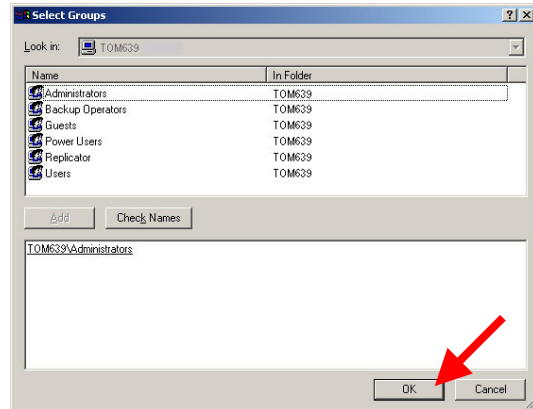 Select Groups
Look in: TOM639
Name In Folder
Administrators TOM639
Backup Operators TOM639
Guests TOM639
Power Users TOM639
Replicator TOM639
Users TOM639
Add Check Names
TOM639\Administrators
OK Cancel